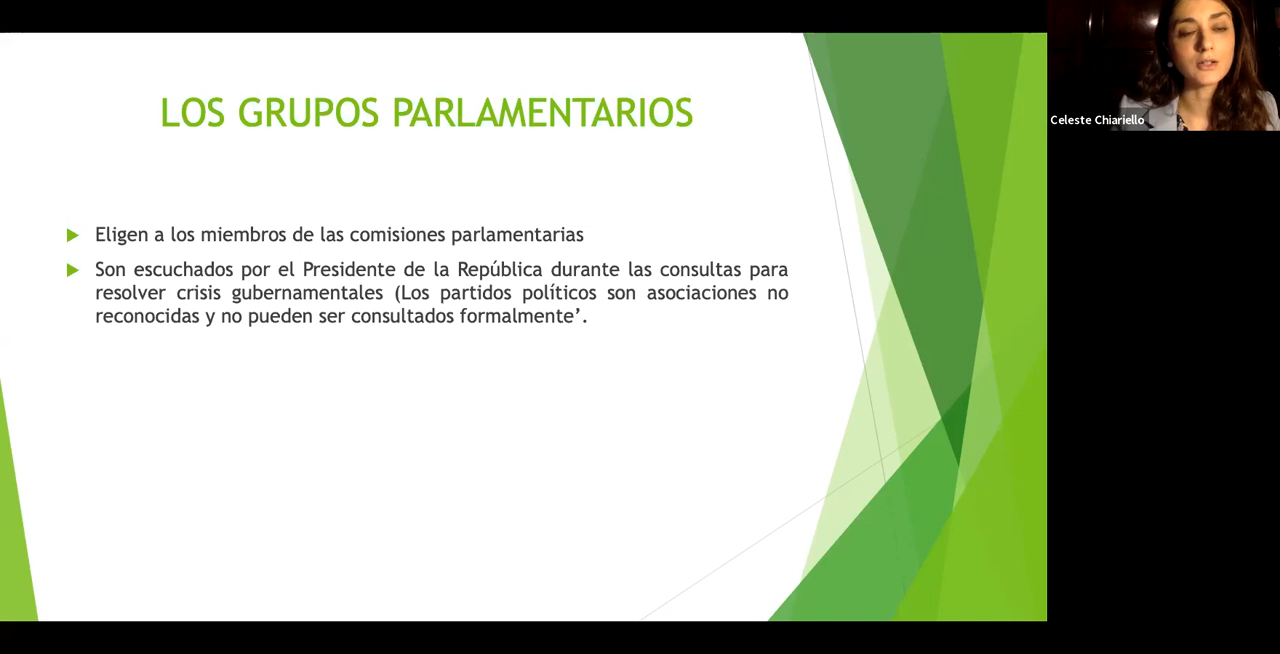 LOS GRUPOS PARLAMENTARIOS
Eligen a los miembros de las comisiones parlamentarias
Son escuchados por el Presidente de la República durante las consultas para
resolver crisis gubernamentales (Los partidos políticos son asociaciones no
reconocidas y no pueden ser consultados formalmente’.
Celeste Chiariello